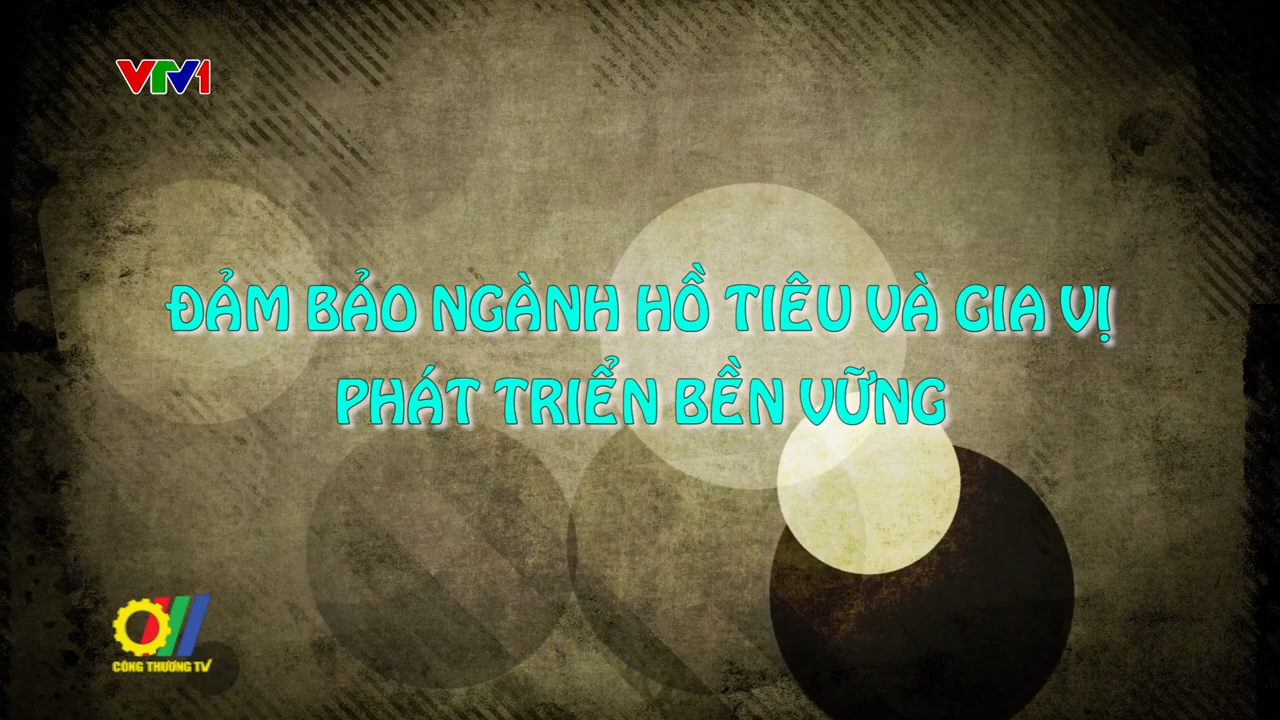 VTV1
ĐẢM BẢO NGÀNH HỒ TIÊU VÀ GIA VỊ
PHÁT TRIỂN BỀN VỮNG
CÔNG THƯƠNG TV